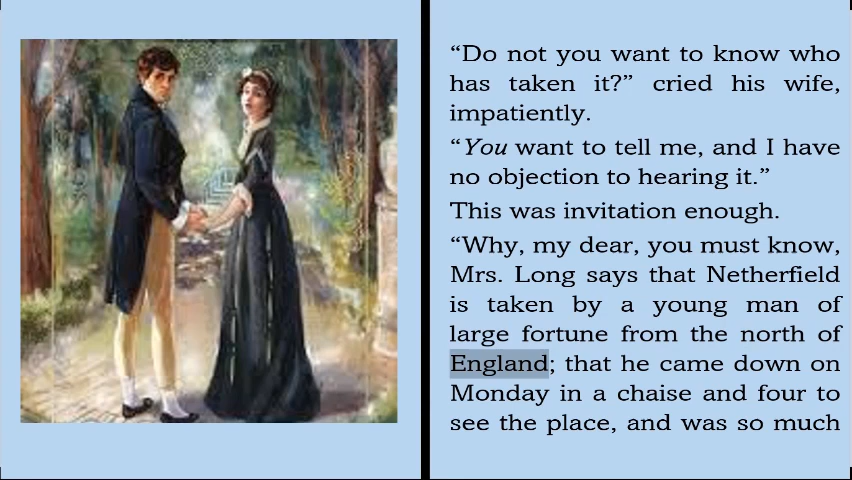 “Do not you want to know who
has taken it?” cried his wife,
impatiently.
“You want to tell me, and I have
no objection to hearing it.”
This was invitation enough.
“Why, my dear, you must know,
Mrs. Long says that Netherfield
is taken by a young man of
large fortune from the north of
England; that he came down on
Monday in a chaise and four to
see the place, and was so much